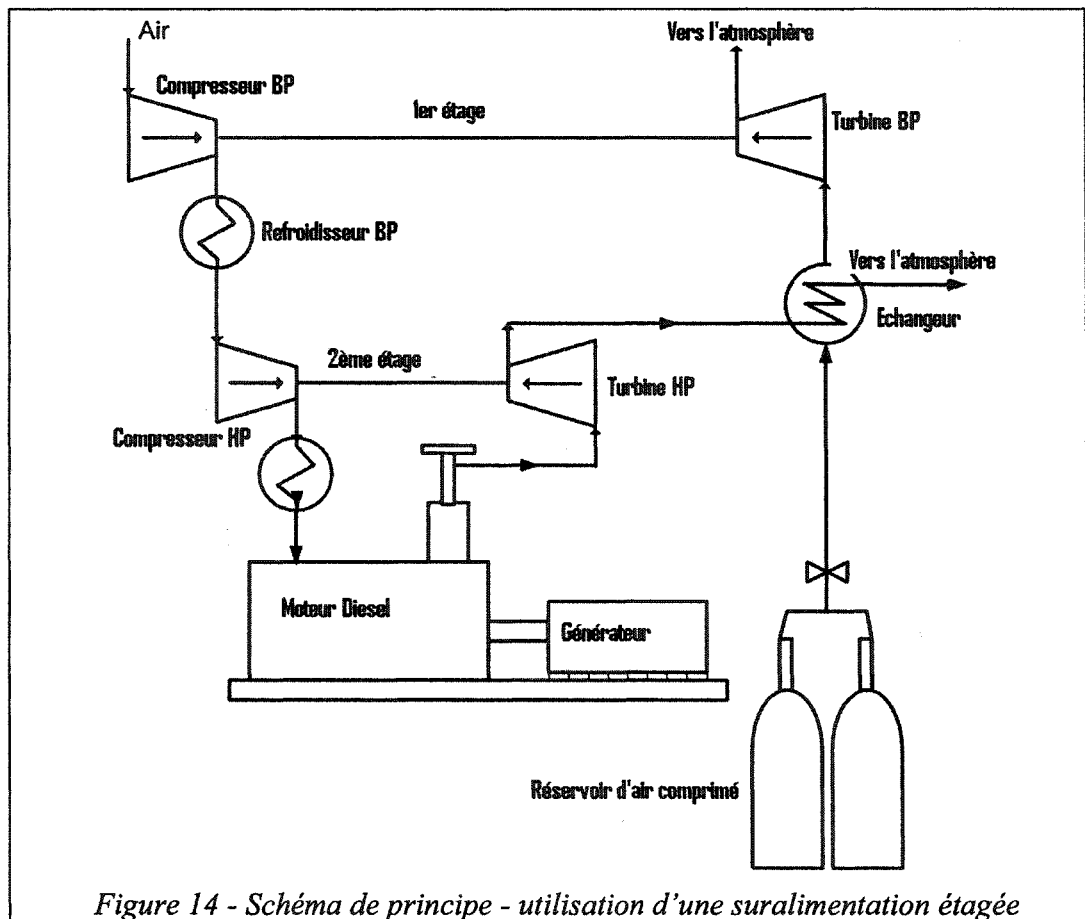 Air
Vers l'atmosphère
Compresseur BP
1er étage
Turbine BP
Refroidisseur BP
Vers l'atmosphère
Echangeur
2ème étage
Turbine HP
Compresseur HP
Moteur Diesel
Générateur
Réservoir d'air comprimé
Figure 14 - Schéma de principe - utilisation d'une suralimentation étagée